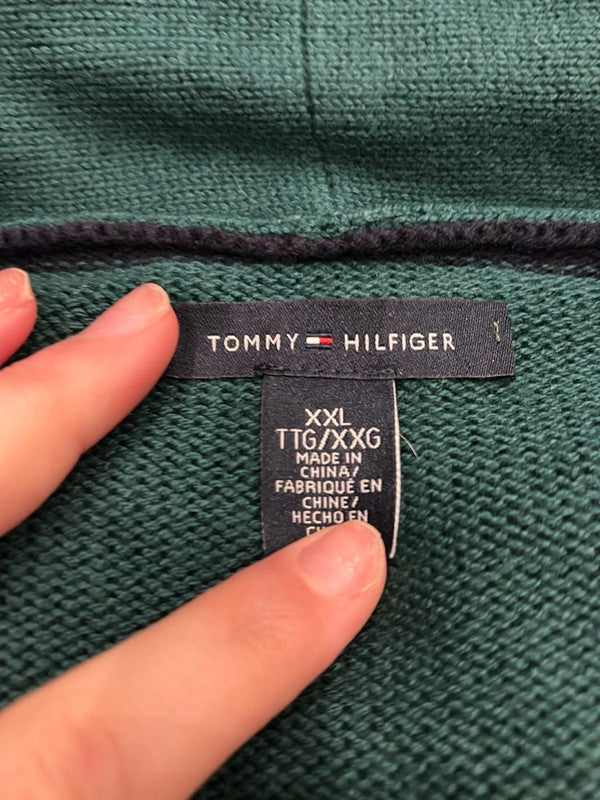 TOMMY HILFIGER
XXL
TTG/XXG
MADE IN
CHINA/
FABRIQUÉ EN
CHINE/
HECHO EN